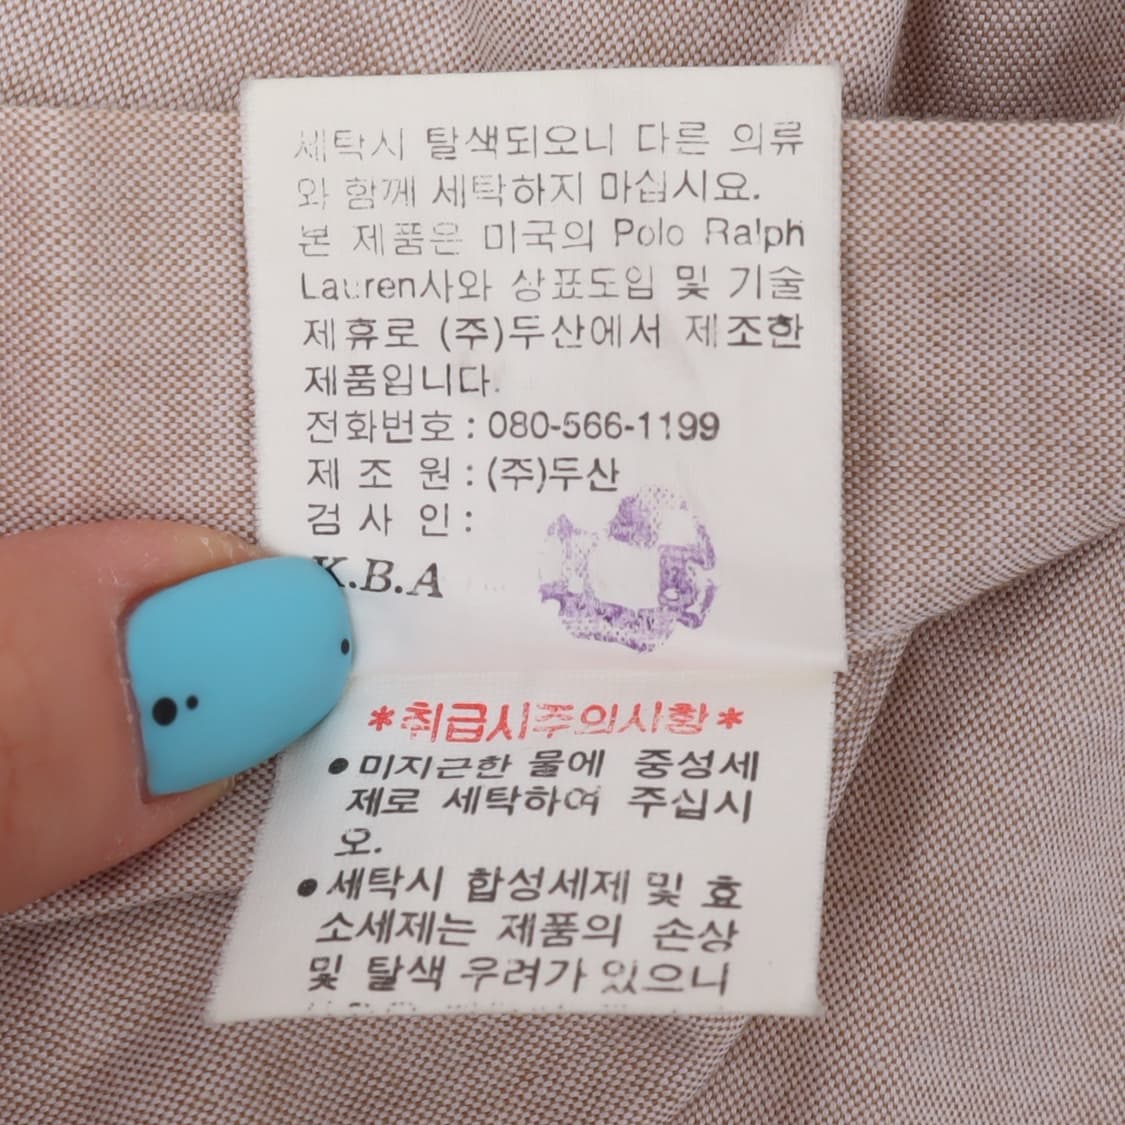 세탁시 탈색되오니 다른 의류
와 함께 세탁하지 마십시요.
본 제품은 미국의 Polo Ralph
Lauren사와 상표도입 및 기술
제휴로 (주)두산에서 제조한
제품입니다.
전화번호 : 080-566-1199
제 조 원 : (주)두산
검 사 인 :
K.B.A
*취급시주의사항*
●미지근한 물에 중성세
제로 세탁하여 주십시
오.
●세탁시 합성세제 및 효
소세제는 제품의 손상
및 탈색 우려가 있으니